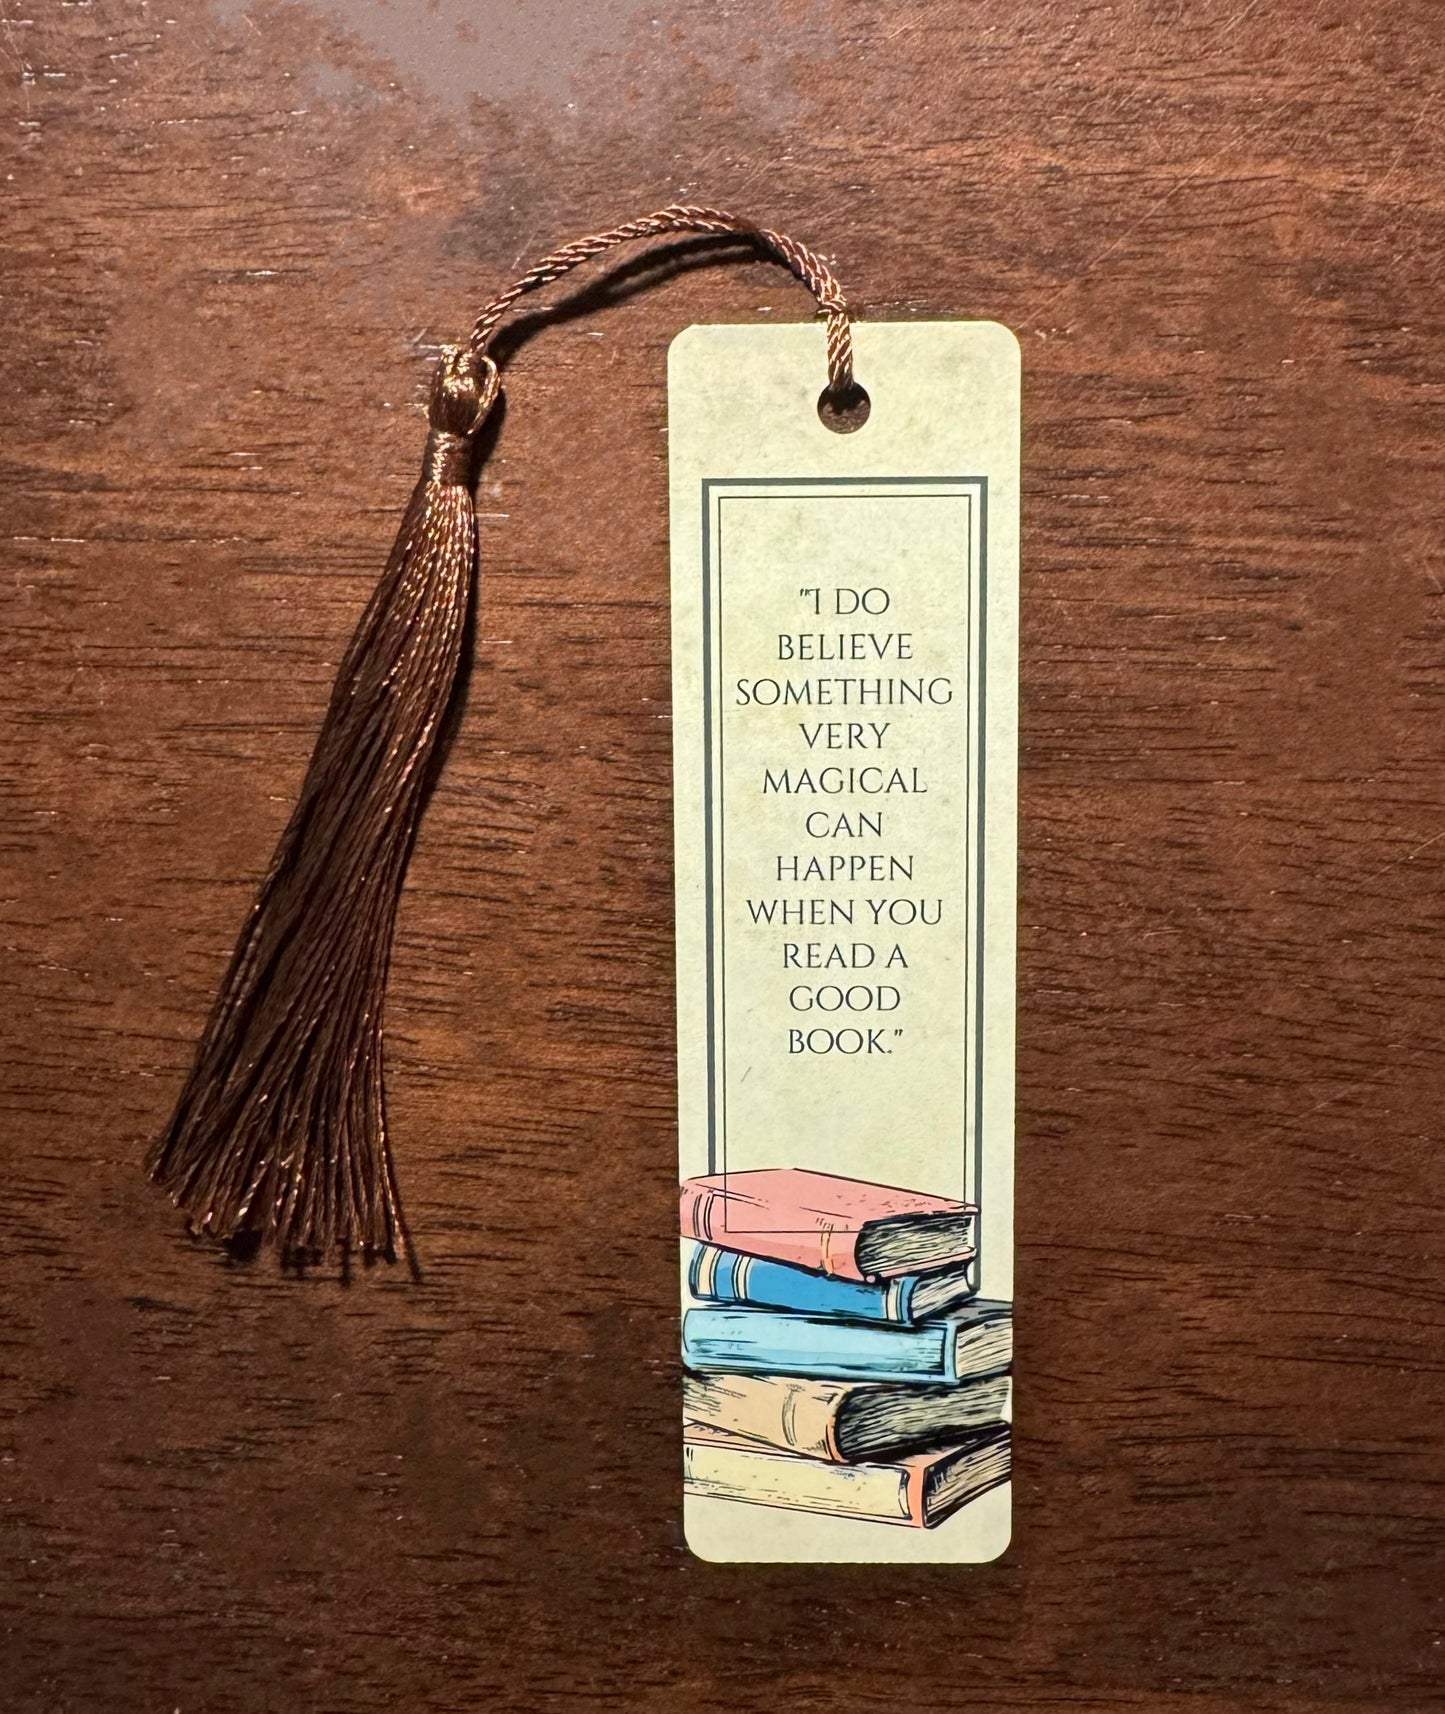 "I DO
BELIEVE
SOMETHING
VERY
MAGICAL
CAN
HAPPEN
WHEN YOU
READ A
GOOD
BOOK."